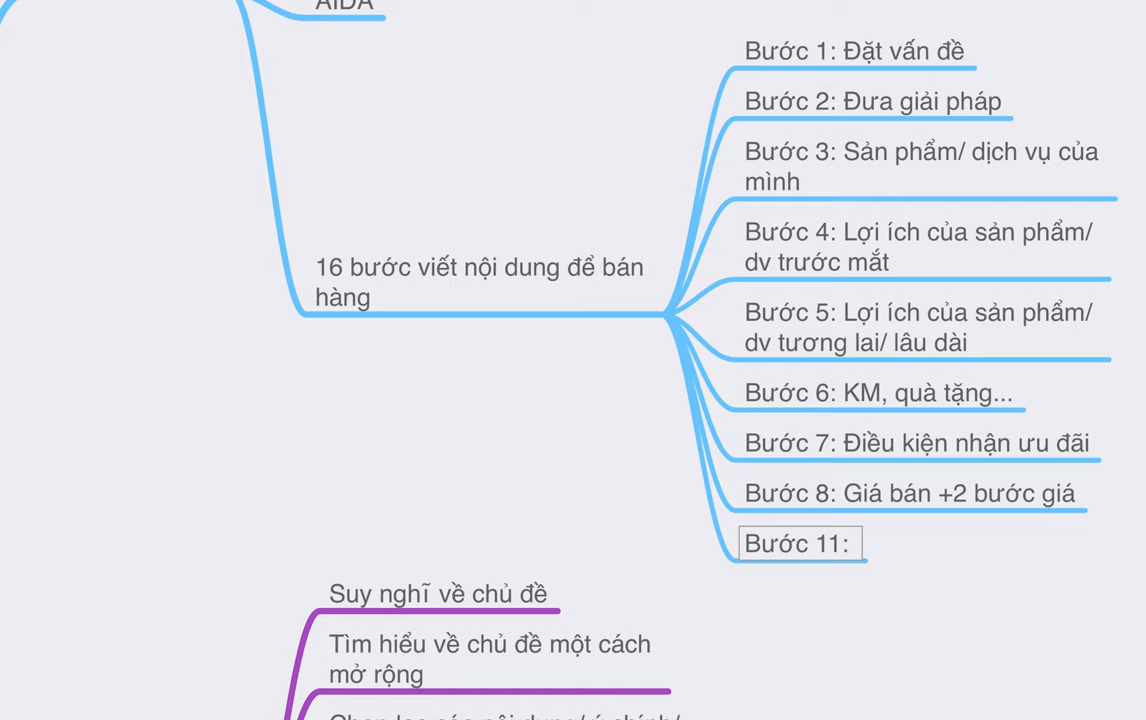 AIDA
Bước 1: Đặt vấn đề
Bước 2: Đưa giải pháp
Bước 3: Sản phẩm/ dịch vụ của
mình
Bước 4: Lợi ích của sản phẩm/
dv trước mắt
16 bước viết nội dung để bán
hàng
Bước 5: Lợi ích của sản phẩm/
dv tương lai/ lâu dài
Bước 6: KM, quà tặng...
Bước 7: Điều kiện nhận ưu đãi
Bước 8: Giá bán +2 bước giá
Bước 11:
Suy nghĩ về chủ đề
Tìm hiểu về chủ đề một cách
mở rộng